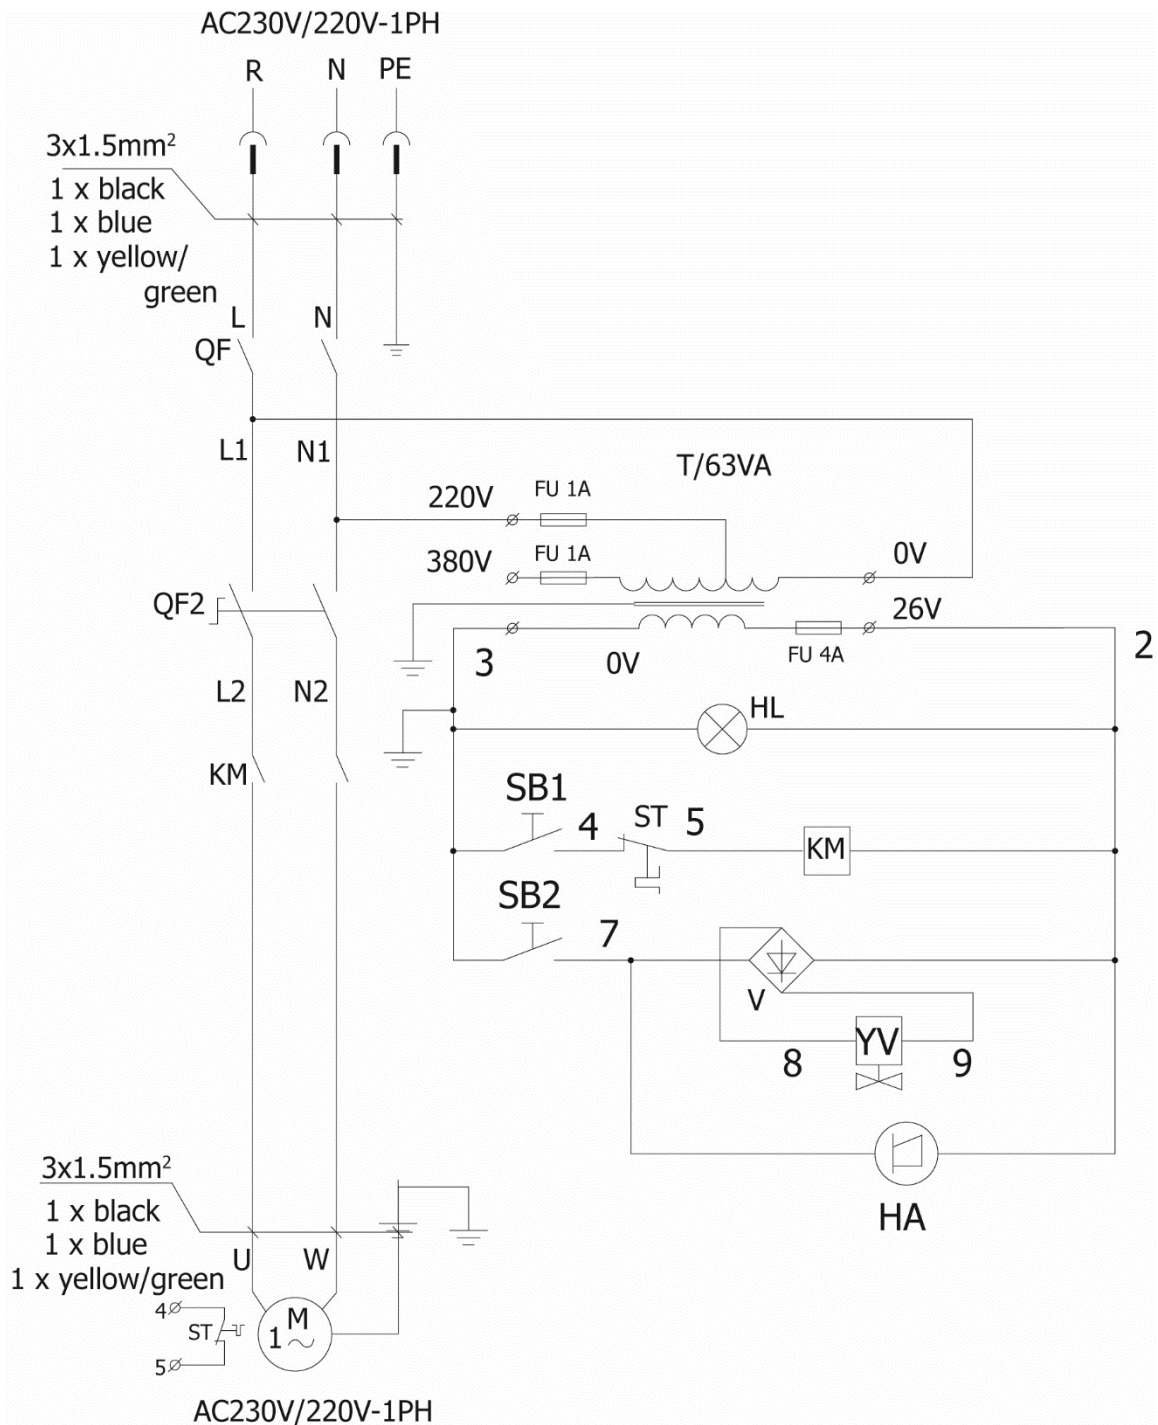 AC230V/220V-1PH
R N PE
3x1.5mm²
1 x black
1 x blue
1 x yellow/
green
L N
QF
L1 N1
T/63VA
220V FU 1A
380V FU 1A 0V
QF2 26V
3 0V FU 4A 2
L2 N2
HL
KM
SB1
4 ST 5
KM
SB2
7
V
YV
8 9
HA
3x1.5mm²
1 x black
1 x blue
U W
1 x yellow/green
4
ST
M
1
5
AC230V/220V-1PH